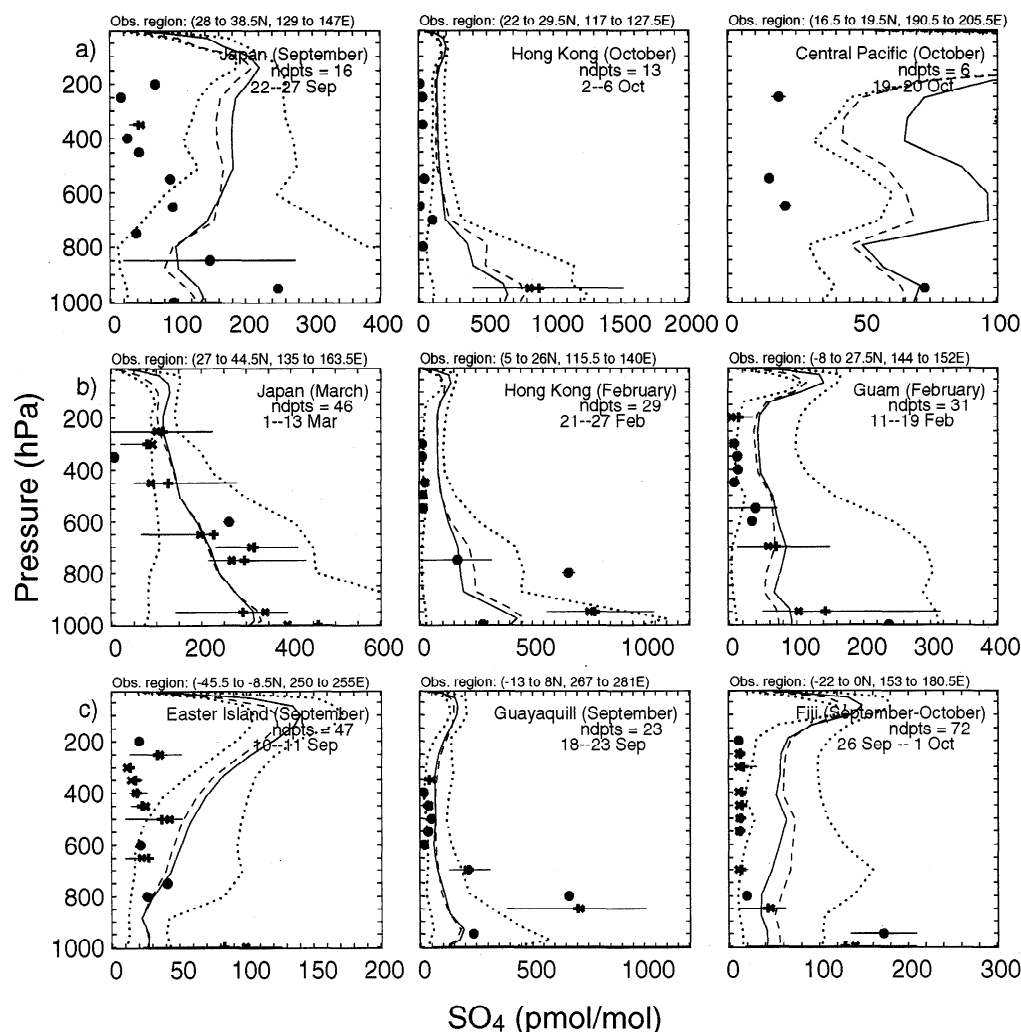 Obs. region: (28 to 38.5N, 129 to 147E)
Obs. region: (22 to 29.5N, 117 to 127.5E)
Obs. region: (16.5 to 19.5N, 190.5 to 205.5E)
a)
Japan (September)
ndpts = 16
22--27 Sep
Hong Kong (October)
ndpts = 13
2--6 Oct
Central Pacific (October)
ndpts = 6
19--20 Oct
200
400
600
800
1000
0 100 200 300 400
0 500 1000 1500 2000
0 50 100
Obs. region: (27 to 44.5N, 135 to 163.5E)
Obs. region: (5 to 26N, 115.5 to 140E)
Obs. region: (-8 to 27.5N, 144 to 152E)
b)
Japan (March)
ndpts = 46
1--13 Mar
Hong Kong (February)
ndpts = 29
21--27 Feb
Guam (February)
ndpts = 31
11--19 Feb
200
400
600
800
1000
Pressure (hPa)
0 200 400 600
0 500 1000
0 100 200 300 400
Obs. region: (-45.5 to -8.5N, 250 to 255E)
Obs. region: (-13 to 8N, 267 to 281E)
Obs. region: (-22 to 0N, 153 to 180.5E)
c)
Easter Island (September)
ndpts = 47
10--11 Sep
Guayaquill (September)
ndpts = 23
18--23 Sep
Fiji (September-October)
ndpts = 72
26 Sep -- 1 Oct
200
400
600
800
1000
0 50 100 150 200
0 500 1000
0 100 200 300
SO4 (pmol/mol)